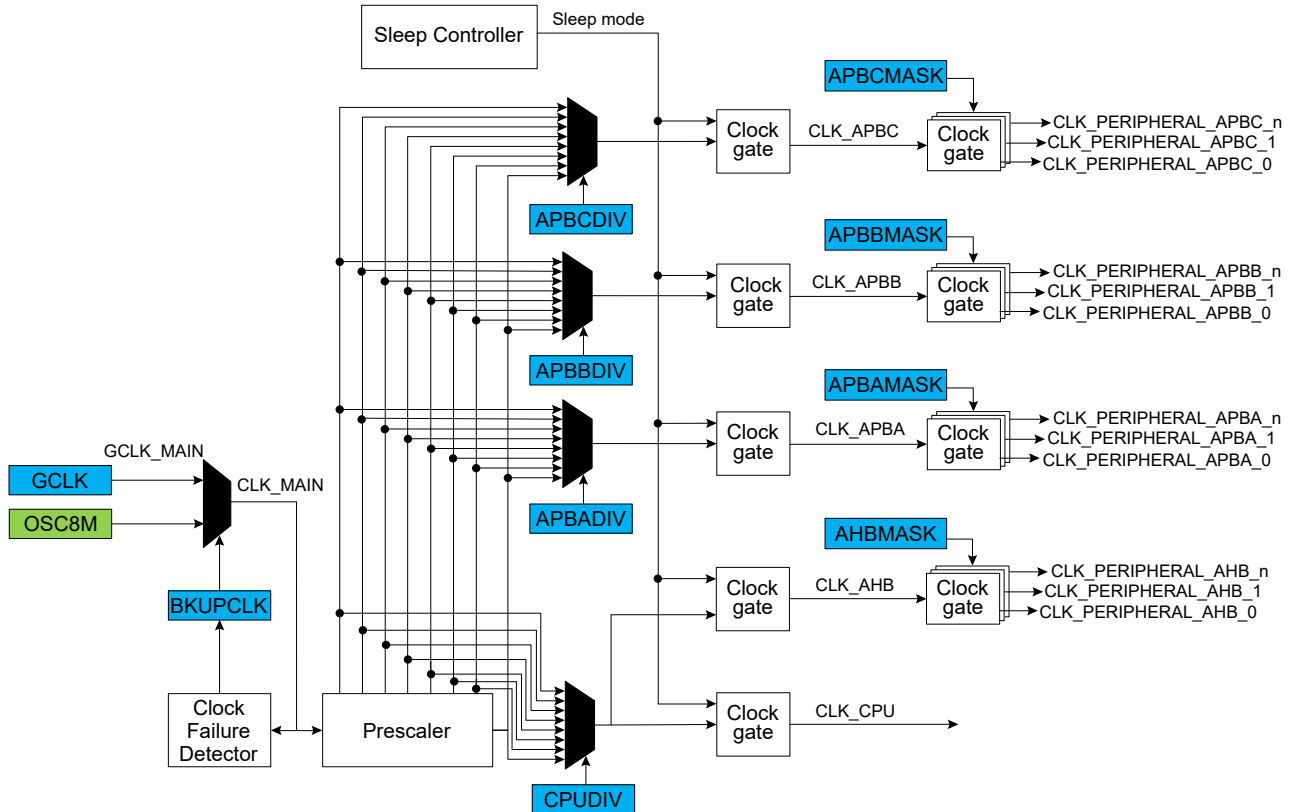 Sleep mode
Sleep Controller
APBCMASK
Clock
gate
CLK_APBC
Clock
gate
CLK_PERIPHERAL_APBC_n
CLK_PERIPHERAL_APBC_1
CLK_PERIPHERAL_APBC_0
APBCDIV
APBBMASK
Clock
gate
CLK_APBB
Clock
gate
CLK_PERIPHERAL_APBB_n
CLK_PERIPHERAL_APBB_1
CLK_PERIPHERAL_APBB_0
APBBDIV
APBAMASK
Clock
gate
CLK_APBA
Clock
gate
CLK_PERIPHERAL_APBA_n
CLK_PERIPHERAL_APBA_1
CLK_PERIPHERAL_APBA_0
GCLK_MAIN
GCLK
CLK_MAIN
OSC8M
APBADIV
AHBMASK
BKUPCLK
Clock
gate
CLK_AHB
Clock
gate
CLK_PERIPHERAL_AHB_n
CLK_PERIPHERAL_AHB_1
CLK_PERIPHERAL_AHB_0
Clock
Failure
Detector
Prescaler
Clock
gate
CLK_CPU
CPUDIV